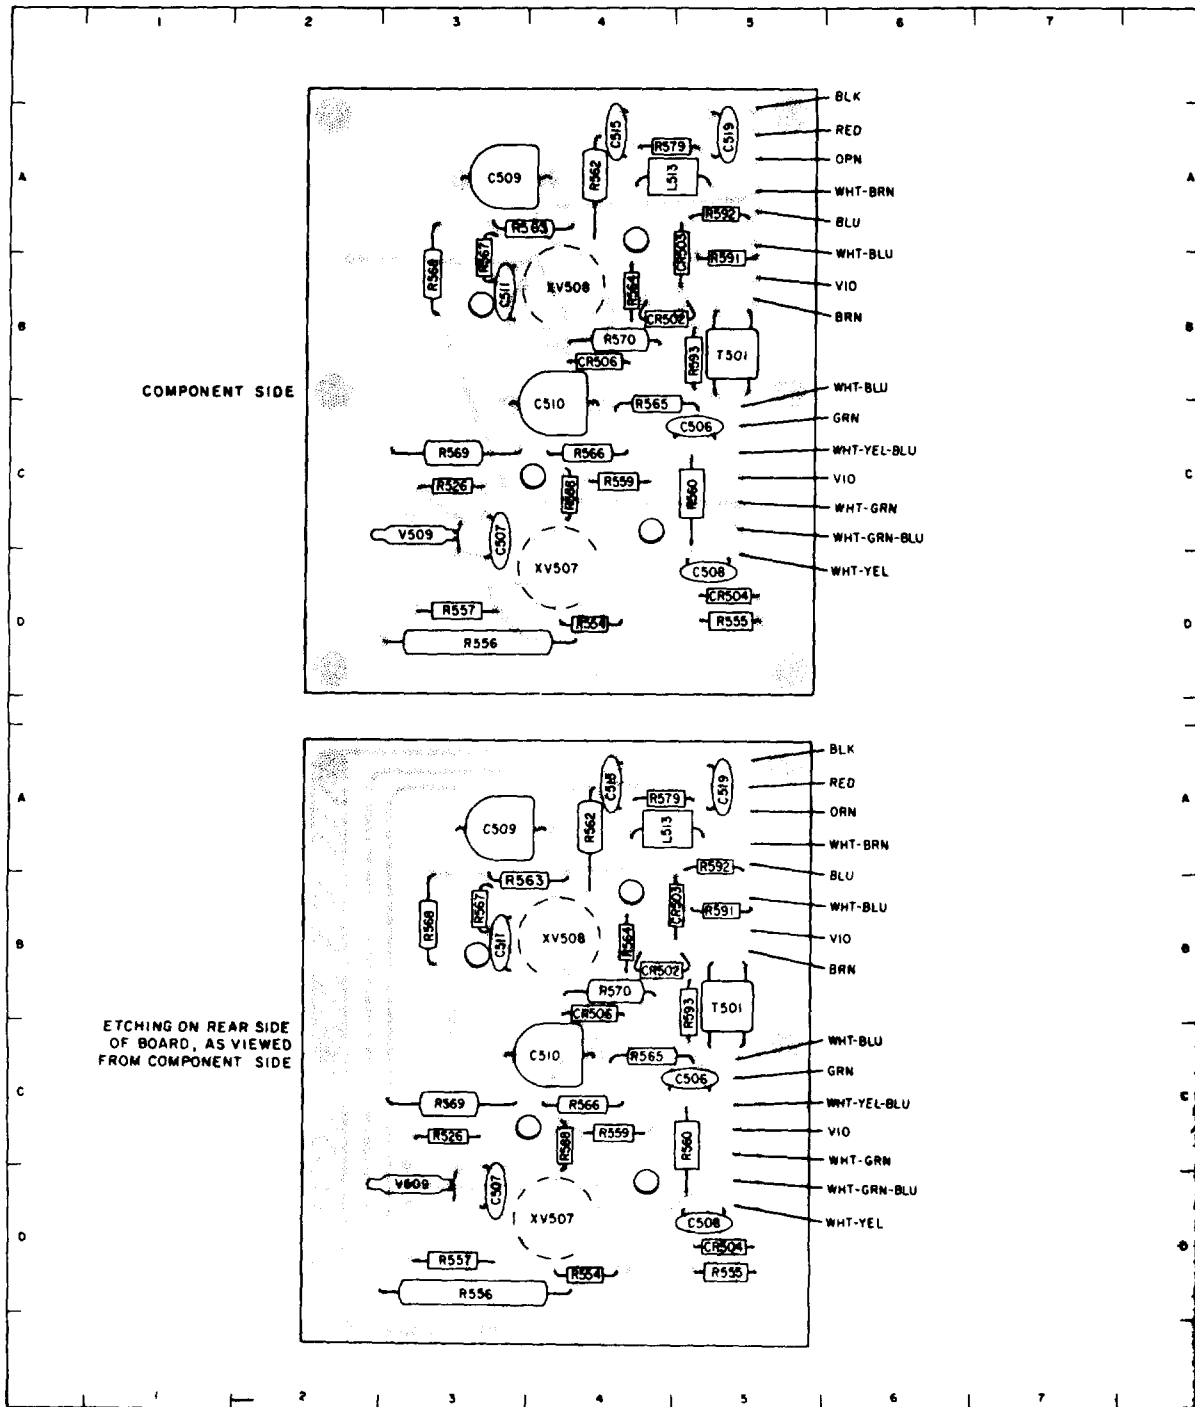 1 2 3 4 5 6 7
BLK
C515
C519
RED
R579
OPN
A
C509
R562
L513
A
WHT-BRN
R592
BLU
R563
R567
CR503
WHT-BLU
R568
R591
C511
XV508
R564
VIO
CR502
BRN
B
R570
B
R593
T501
CR506
WHT-BLU
COMPONENT SIDE
C510
R565
GRN
C506
R569
R566
WHT-YEL-BLU
C
R526
R559
VIO
C
R588
R560
WHT-GRN
V509
C507
WHT-GRN-BLU
XV507
C508
WHT-YEL
CR504
R557
D
R554
R555
D
R556
BLK
C515
C519
RED
A
R579
A
ORN
C509
R562
L513
WHT-BRN
R592
BLU
R563
R567
CR503
WHT-BLU
R568
R591
B
C511
XV508
R564
VIO
B
CR502
BRN
R570
R593
T501
CR506
ETCHING ON REAR SIDE
OF BOARD, AS VIEWED
FROM COMPONENT SIDE
WHT-BLU
C510
R565
GRN
C506
C
R569
R566
WHT-YEL-BLU
C
R526
R588
R559
VIO
R560
WHT-GRN
V509
C507
WHT-GRN-BLU
XV507
C508
WHT-YEL
D
CR504
D
R557
R554
R555
R556
1 2 3 4 5 6 7